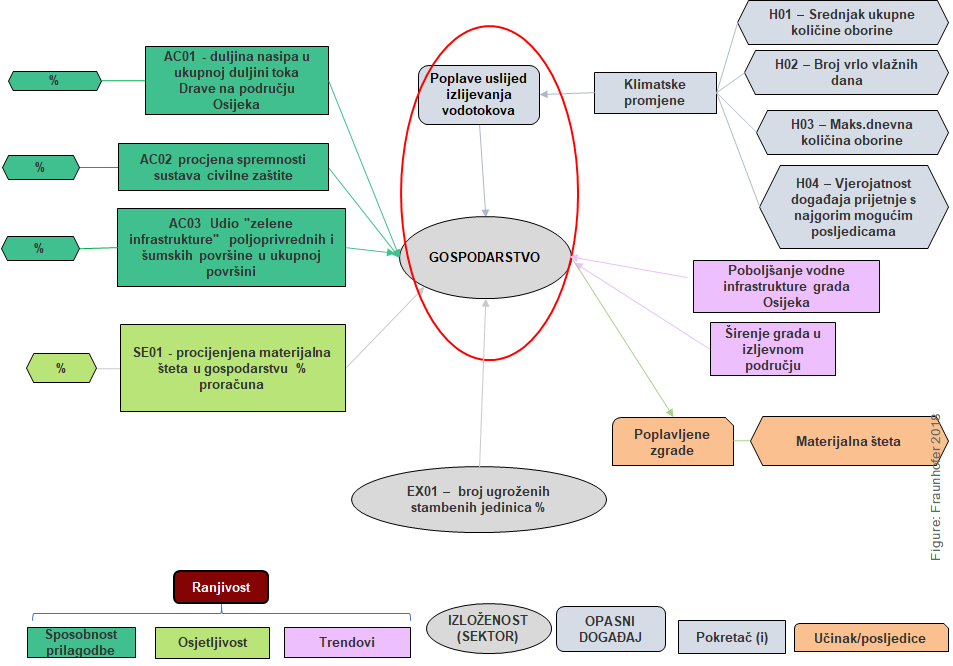 H01 – Srednjak ukupne
količine oborine
AC01 - duljina nasipa u
ukupnoj duljini toka
Drave na području
Osijeka
%
Poplave uslijed
izlijevanja
vodotokova
Klimatske
promjene
H02 – Broj vrlo vlažnih
dana
H03 – Maks.dnevna
količina oborine
AC02 procjena spremnosti
sustava civilne zaštite
%
H04 – Vjerojatnost
događaja prijetnje s
najgorim mogućim
posljedicama
AC03 Udio "zelene
infrastrukture" poljoprivrednih i
šumskih površine u ukupnoj
površini
%
GOSPODARSTVO
Poboljšanje vodne
infrastrukture grada
Osijeka
Širenje grada u
izljevnom
području
SE01 - procijenjena materijalna
šteta u gospodarstvu %
proračuna
%
Poplavljene
zgrade
Materijalna šteta
Figure: Fraunhofer 2018
EX01 – broj ugroženih
stambenih jedinica %
Ranjivost
Sposobnost
prilagodbe
Osjetljivost
Trendovi
IZLOŽENOST
(SEKTOR)
OPASNI
DOGAĐAJ
Pokretač (i)
Učinak/posljedice